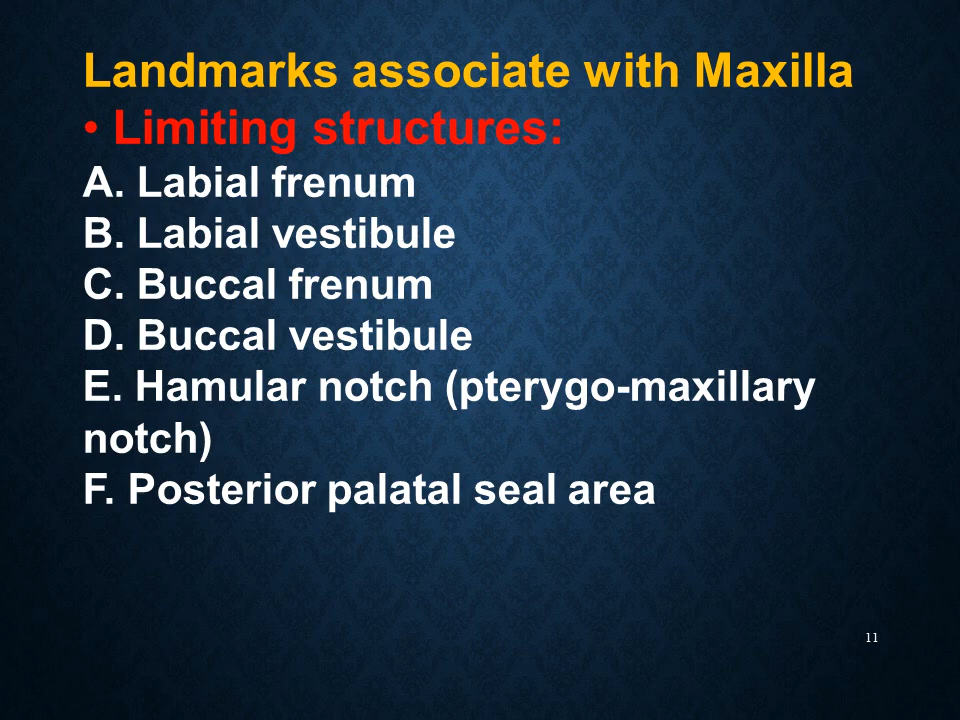 Landmarks associate with Maxilla
• Limiting structures:
A. Labial frenum
B. Labial vestibule
C. Buccal frenum
D. Buccal vestibule
E. Hamular notch (pterygo-maxillary
notch)
F. Posterior palatal seal area
11